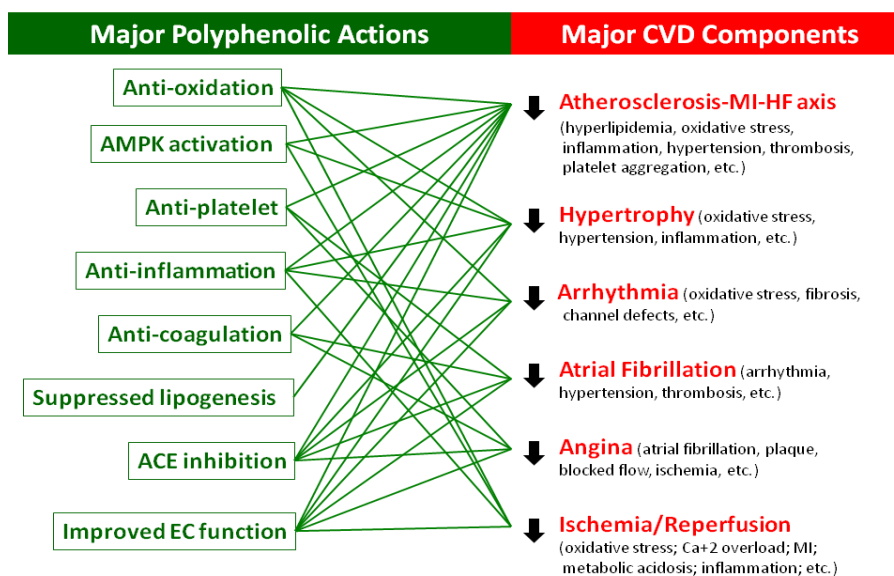 Major Polyphenolic Actions
Major CVD Components
Anti-oxidation
AMPK activation
Anti-platelet
Anti-inflammation
Anti-coagulation
Suppressed lipogenesis
ACE inhibition
Improved EC function
Atherosclerosis-MI-HF axis
(hyperlipidemia, oxidative stress,
inflammation, hypertension, thrombosis,
platelet aggregation, etc.)
Hypertrophy (oxidative stress,
hypertension, inflammation, etc.)
Arrhythmia (oxidative stress, fibrosis,
channel defects, etc.)
Atrial Fibrillation (arrhythmia,
hypertension, thrombosis, etc.)
Angina (atrial fibrillation, plaque,
blocked flow, ischemia, etc.)
Ischemia/Reperfusion
(oxidative stress; Ca+2 overload; MI;
metabolic acidosis; inflammation; etc.)